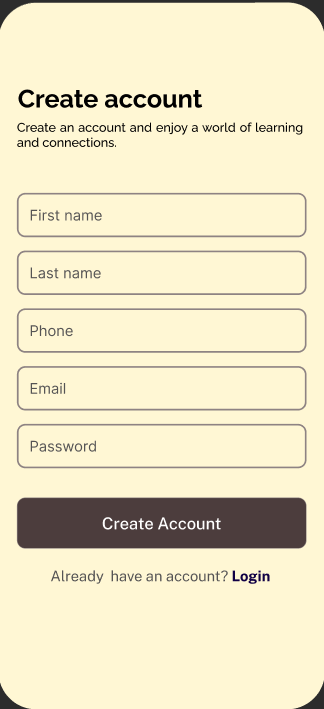 Create account
Create an account and enjoy a world of learning
and connections.
First name
Last name
Phone
Email
Password
Create Account
Already have an account? Login